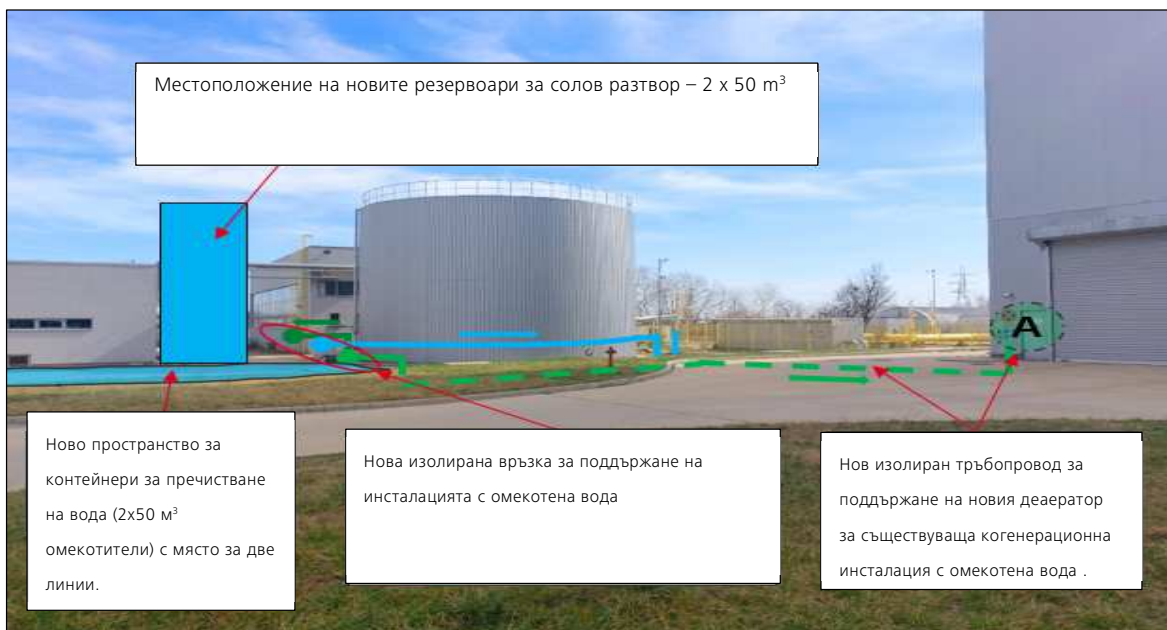 Местоположение на новите резервоари за солов разтвор – 2 x 50 m³
A
Ново пространство за
контейнери за пречистване
на вода (2x50 м³
омекотители) с място за две
линии.
Нова изолирана връзка за поддържане на
инсталацията с омекотена вода
Нов изолиран тръбопровод за
поддържане на новия деаератор
за съществуваща когенерационна
инсталация с омекотена вода .